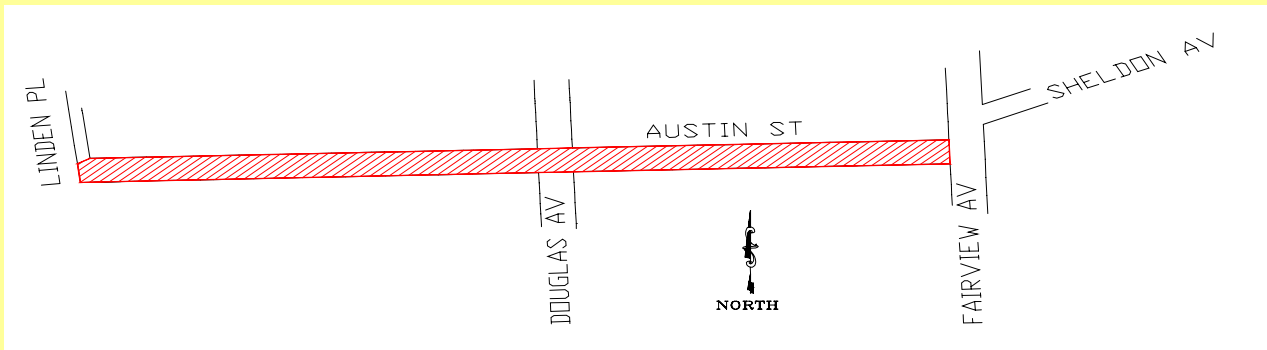 LINDEN PL
AUSTIN ST
SHELDON AV
DOUGLAS AV
FAIRVIEW AV
NORTH